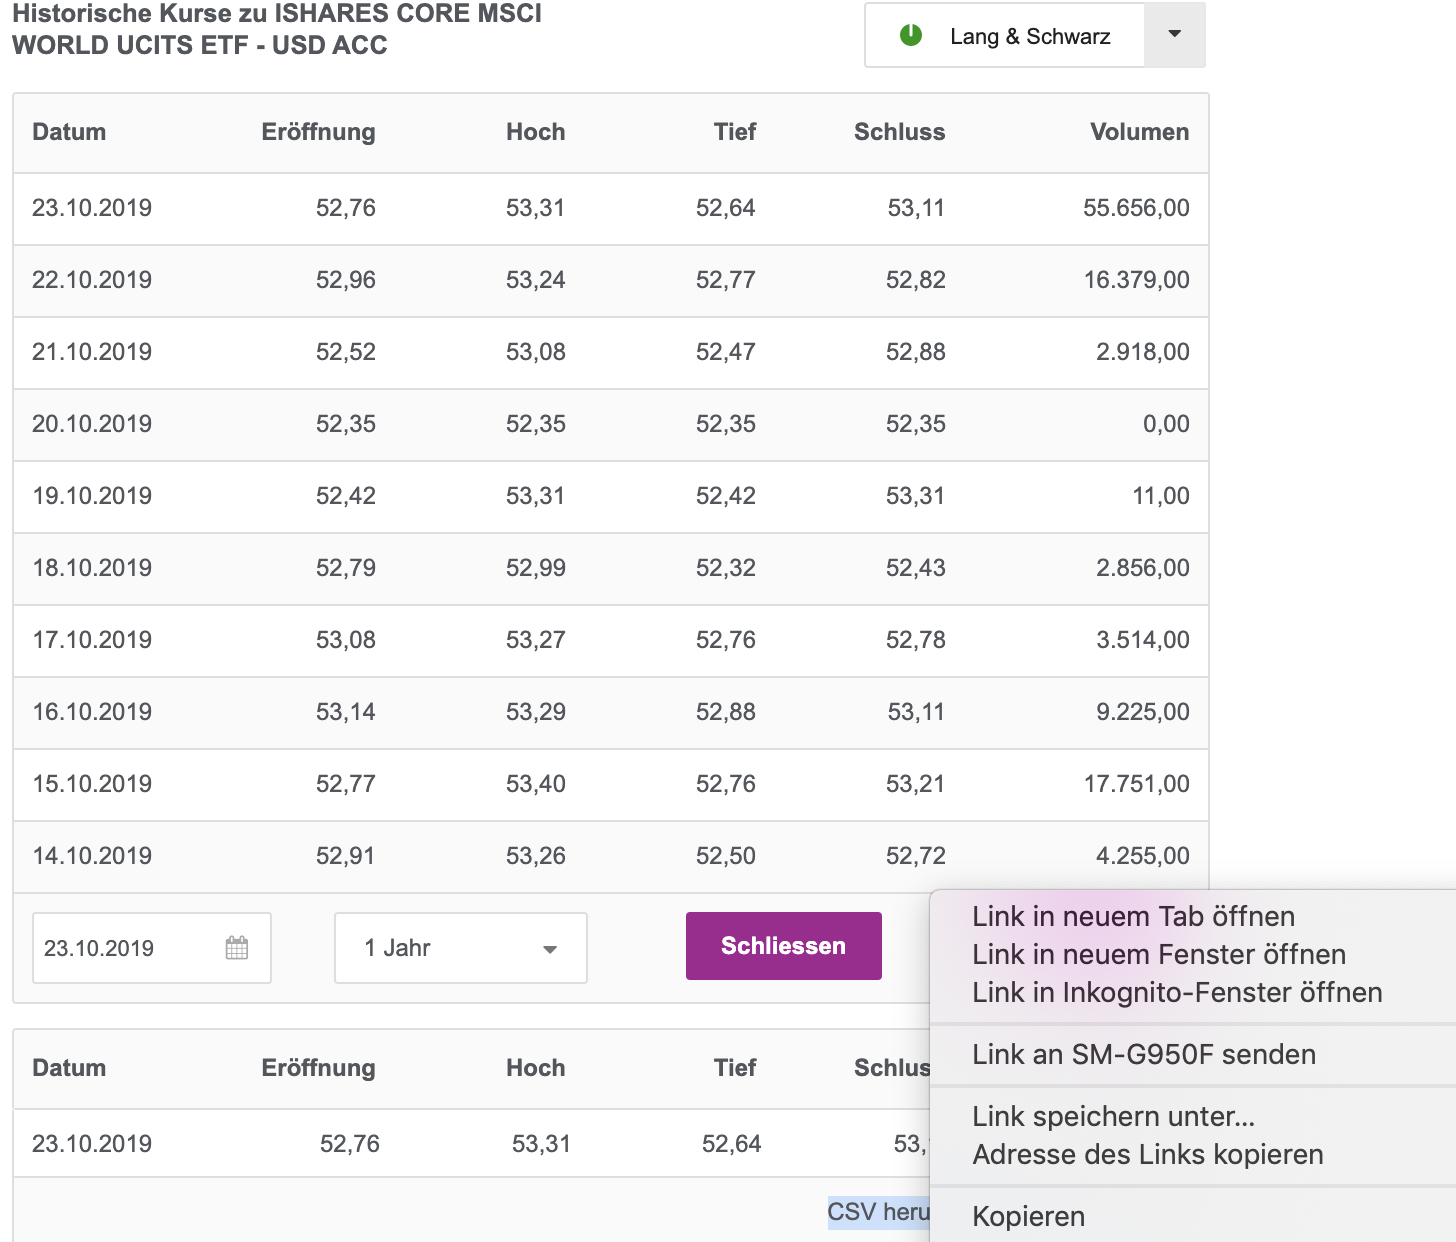 Historische Kurse zu ISHARES CORE MSCI
WORLD UCITS ETF - USD ACC
Lang & Schwarz
Datum Eröffnung Hoch Tief Schluss Volumen
23.10.2019 52,76 53,31 52,64 53,11 55.656,00
22.10.2019 52,96 53,24 52,77 52,82 16.379,00
21.10.2019 52,52 53,08 52,47 52,88 2.918,00
20.10.2019 52,35 52,35 52,35 52,35 0,00
19.10.2019 52,42 53,31 52,42 53,31 11,00
18.10.2019 52,79 52,99 52,32 52,43 2.856,00
17.10.2019 53,08 53,27 52,76 52,78 3.514,00
16.10.2019 53,14 53,29 52,88 53,11 9.225,00
15.10.2019 52,77 53,40 52,76 53,21 17.751,00
14.10.2019 52,91 53,26 52,50 52,72 4.255,00
23.10.2019 1 Jahr Schliessen
Datum Eröffnung Hoch Tief Schlus
23.10.2019 52,76 53,31 52,64 53,
CSV heru
Link in neuem Tab öffnen
Link in neuem Fenster öffnen
Link in Inkognito-Fenster öffnen
Link an SM-G950F senden
Link speichern unter...
Adresse des Links kopieren
Kopieren